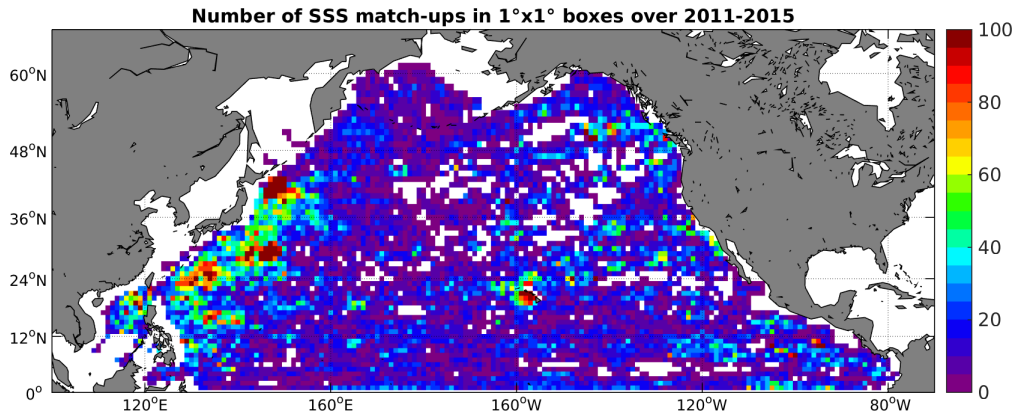 Number of SSS match-ups in 1°x1° boxes over 2011-2015
60°N
48°N
36°N
24°N
12°N
0°
120°E
160°E
160°W
120°W
80°W
100
80
60
40
20
0